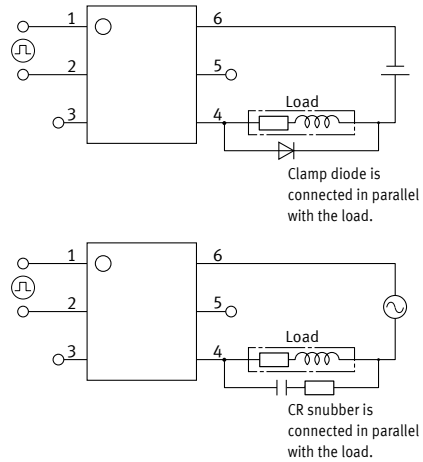 1
6
2
5
3
4
Load
Clamp diode is
connected in parallel
with the load.
1
6
2
5
3
4
Load
CR snubber is
connected in parallel
with the load.